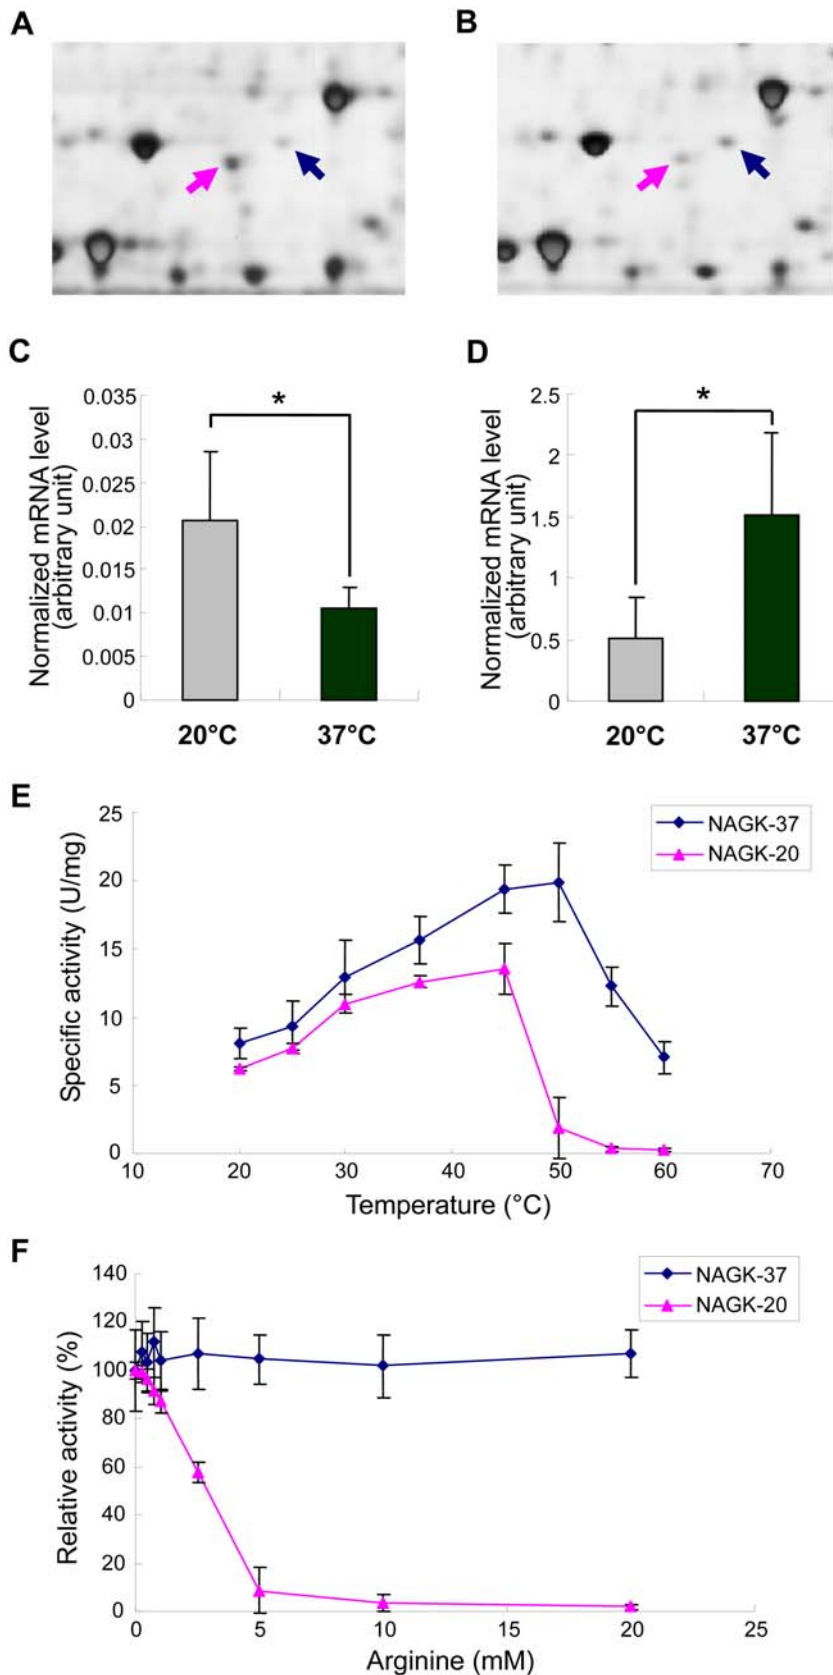 A
B
C
Normalized mRNA level
(arbitrary unit)
0.035
0.03
0.025
0.02
0.015
0.01
0.005
0
*
20°C
37°C
D
Normalized mRNA level
(arbitrary unit)
2.5
2
1.5
1
0.5
0
*
20°C
37°C
E
Specific activity (U/mg)
25
20
15
10
5
0
10
20
30
40
50
60
70
Temperature (°C)
NAGK-37
NAGK-20
F
Relative activity (%)
140
120
100
80
60
40
20
0
0
5
10
15
20
25
Arginine (mM)
NAGK-37
NAGK-20